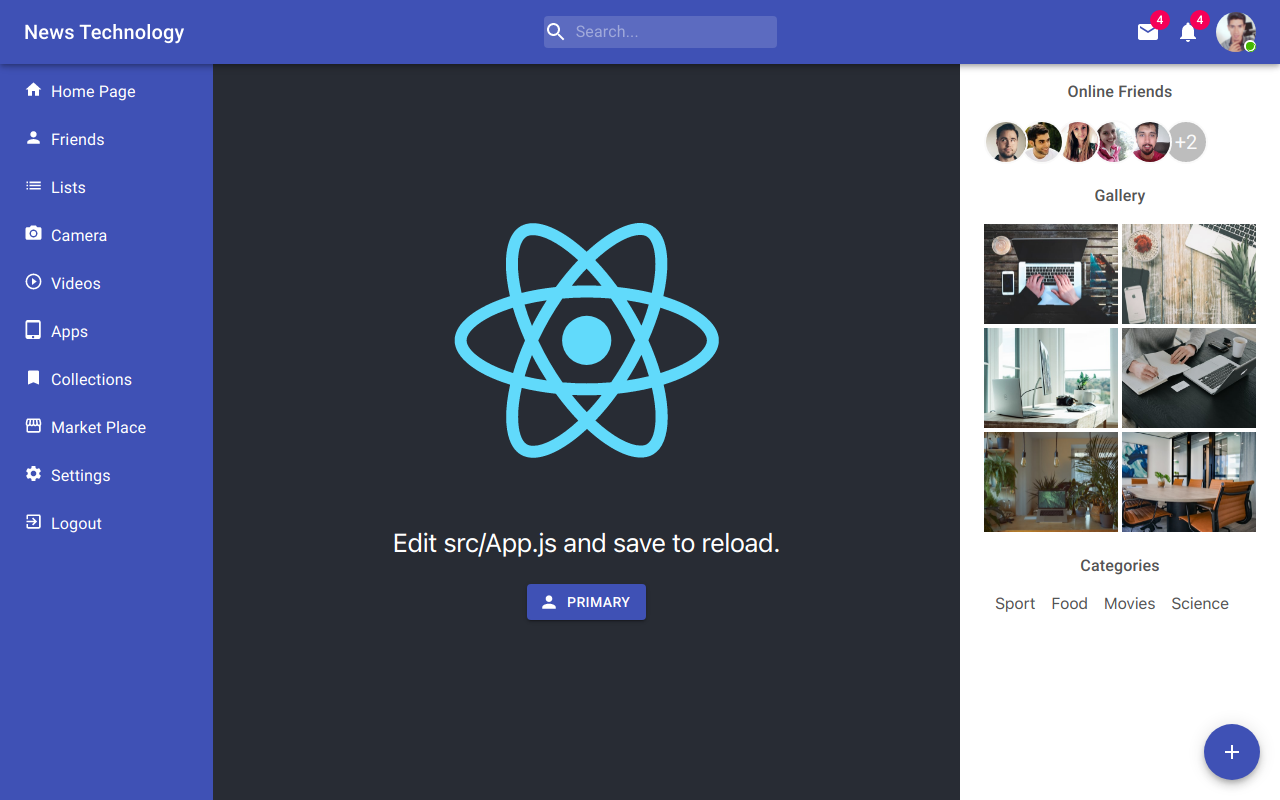 News Technology
Search...
4
4
Home Page
Friends
Lists
Camera
Videos
Apps
Collections
Market Place
Settings
Logout
Edit src/App.js and save to reload.
PRIMARY
Online Friends
+2
Gallery
Categories
Sport Food Movies Science